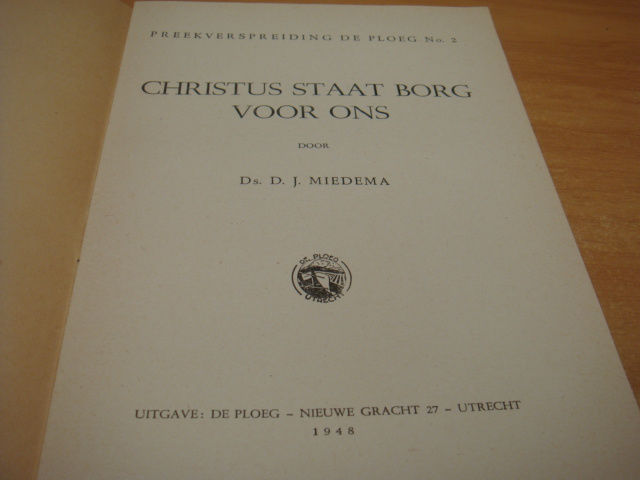 PREEKVERSPREIDING DE PLOEG No. 2
CHRISTUS STAAT BORG
VOOR ONS
DOOR
Ds. D. J. MIEDEMA
DE PLOEG
UTRECHT
UITGAVE: DE PLOEG – NIEUWE GRACHT 27 – UTRECHT
1948